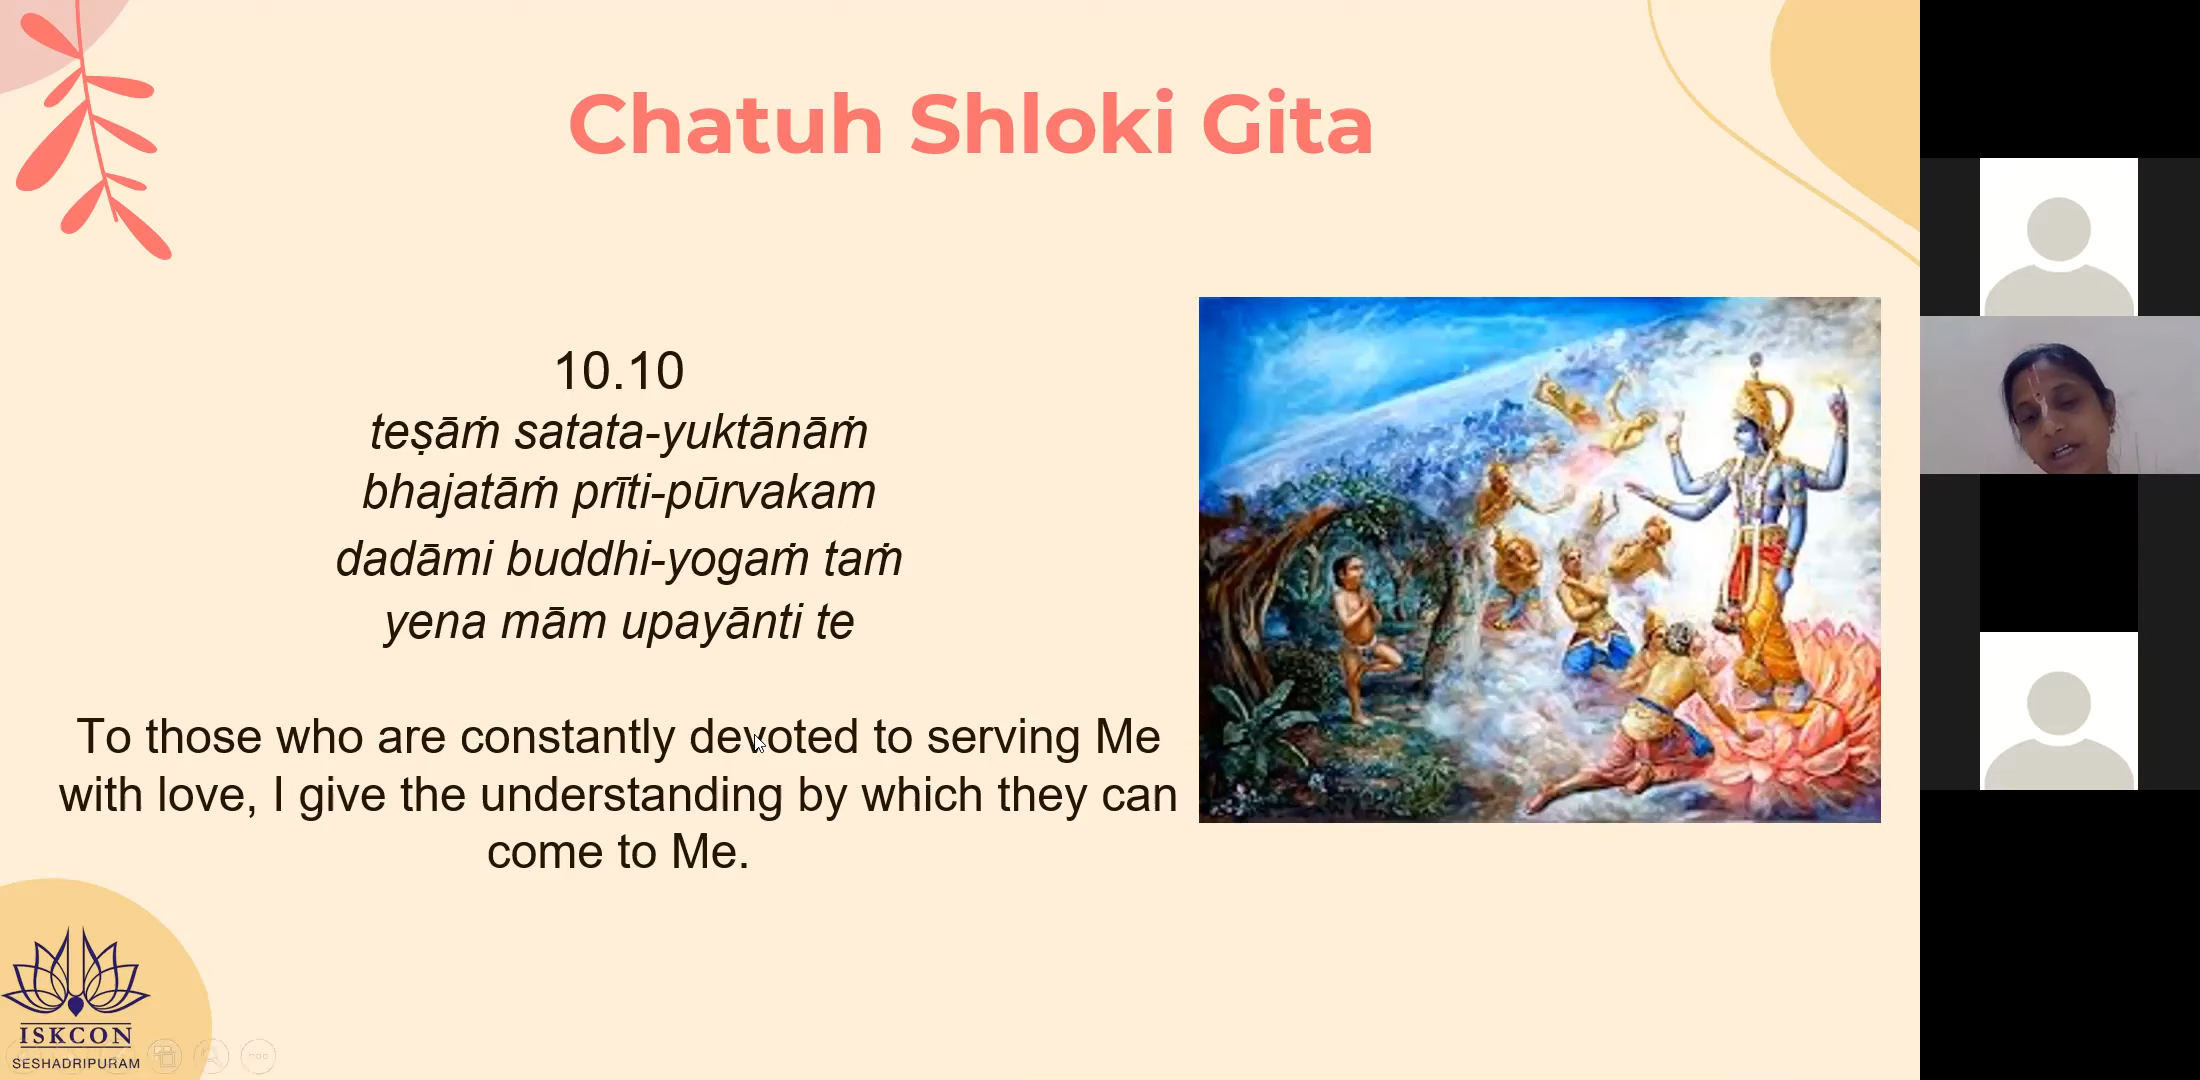 Chatuh Shloki Gita
10.10
teṣāṁ satata-yuktānāṁ
bhajatāṁ prīti-pūrvakam
dadāmi buddhi-yogaṁ taṁ
yena mām upayānti te
To those who are constantly devoted to serving Me
with love, I give the understanding by which they can
come to Me.
ISKCON
SESHADRIPURAM